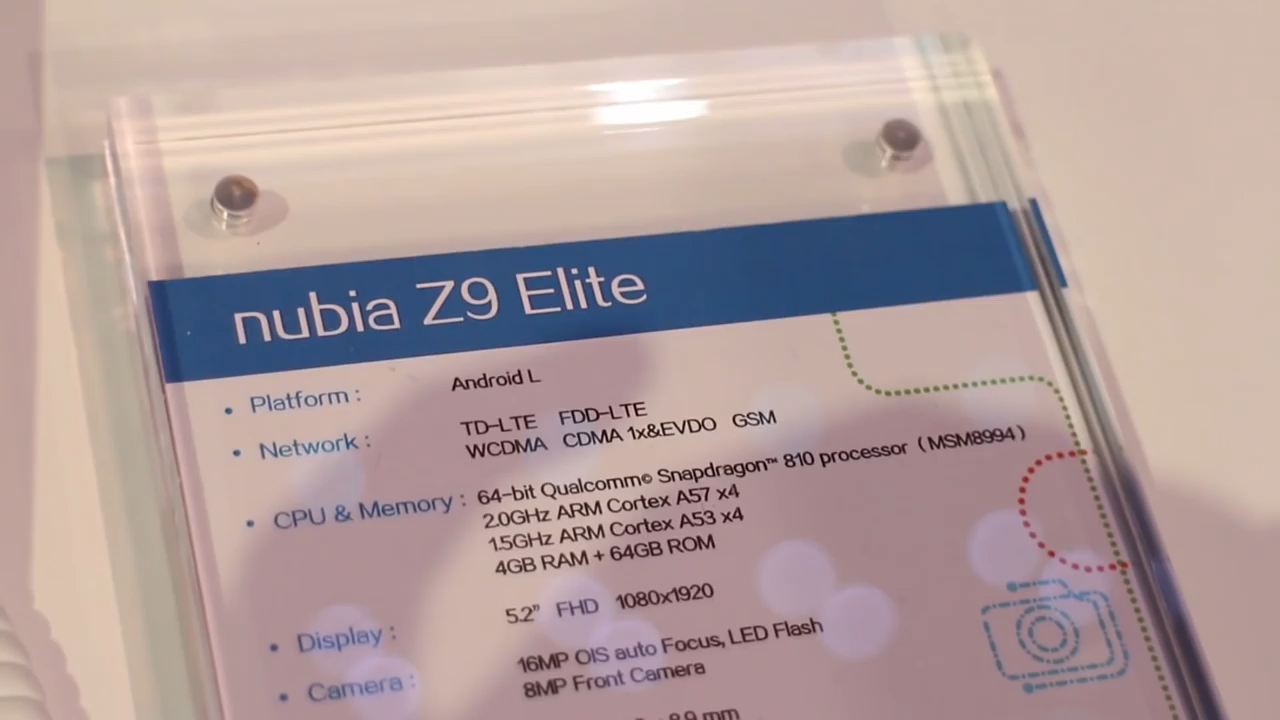 nubia Z9 Elite
• Platform : Android L
• Network : TD-LTE FDD-LTE
WCDMA CDMA 1x&EVDO GSM
• CPU & Memory : 64-bit Qualcomm© Snapdragon™ 810 processor (MSM8994)
2.0GHz ARM Cortex A57 x4
1.5GHz ARM Cortex A53 x4
4GB RAM + 64GB ROM
• Display : 5.2” FHD 1080x1920
• Camera : 16MP OIS auto Focus, LED Flash
8MP Front Camera
mm